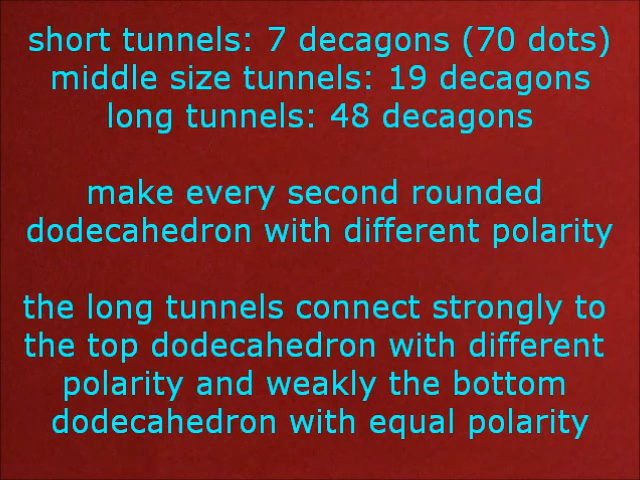 short tunnels: 7 decagons (70 dots)
middle size tunnels: 19 decagons
long tunnels: 48 decagons
make every second rounded
dodecahedron with different polarity
the long tunnels connect strongly to
the top dodecahedron with different
polarity and weakly the bottom
dodecahedron with equal polarity